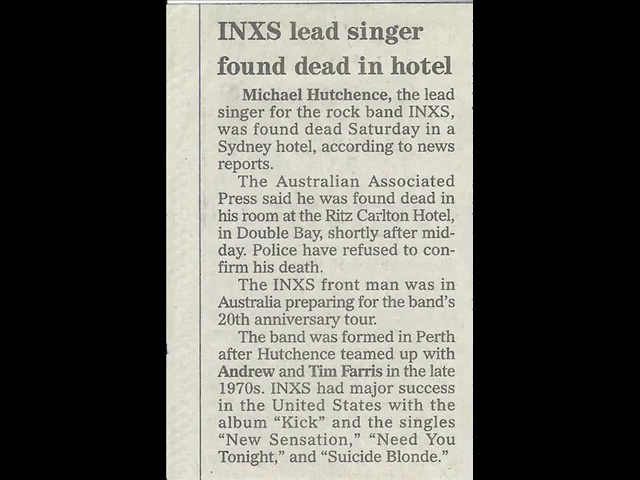 INXS lead singer
found dead in hotel
Michael Hutchence, the lead
singer for the rock band INXS,
was found dead Saturday in a
Sydney hotel, according to news
reports.
The Australian Associated
Press said he was found dead in
his room at the Ritz Carlton Hotel,
in Double Bay, shortly after mid-
day. Police have refused to con-
firm his death.
The INXS front man was in
Australia preparing for the band's
20th anniversary tour.
The band was formed in Perth
after Hutchence teamed up with
Andrew and Tim Farris in the late
1970s. INXS had major success
in the United States with the
album “Kick” and the singles
“New Sensation,” “Need You
Tonight,” and “Suicide Blonde.”